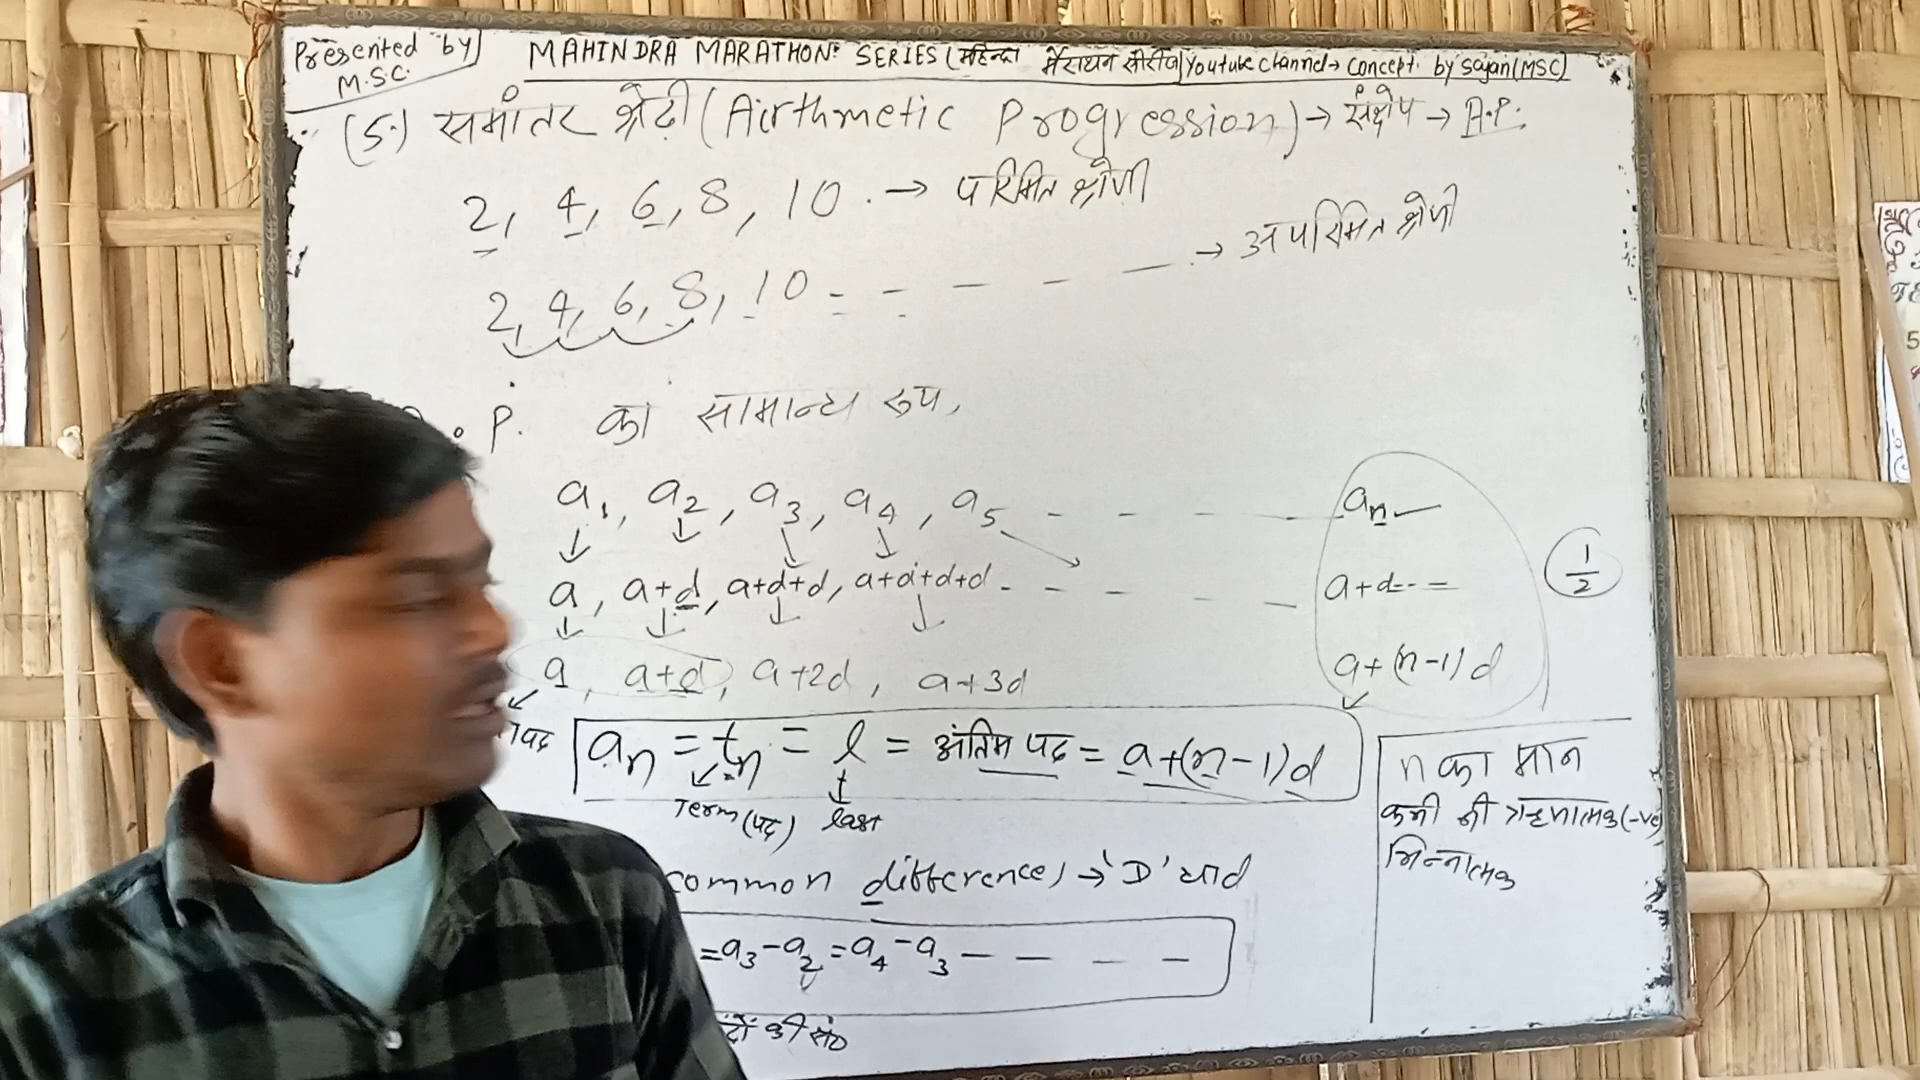 Presented by
M.S.C.
MAHINDRA MARATHON SERIES (महिन्द्रा मैराथन सीरीज) Youtube channel → Concept by Sajan (MSC)
(5.) समांतर श्रेढ़ी (Airthmetic Progression) → संक्षेप → A.P.
2, 4, 6, 8, 10. → परिमित श्रेणी
2, 4, 6, 8, 10 - - - - - → अपरिमित श्रेणी
P. का सामान्य रूप,
a₁, a₂, a₃, a₄, a₅ - - - - aₙ
a, a+d, a+d+d, a+d+d+d - - - - - a+d - - =
1/2
a, a+d, a+2d, a+3d a+(n-1)d
पद
aₙ = tₙ = l = अंतिम पद = a+(n-1)d
Term (पद) last
n का मान
कभी भी ऋणात्मक (-ve)
भिन्नात्मक
common difference) → 'D' याद
= a₃ - a₂ = a₄ - a₃ - - - -
की सं०